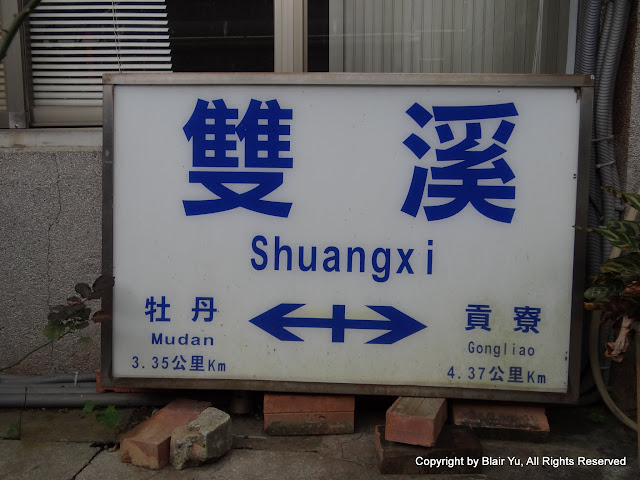 雙溪
Shuangxi
牡丹
Mudan
3.35公里Km
貢寮
Gongliao
4.37公里Km
Copyright by Blair Yu, All Rights Reserved